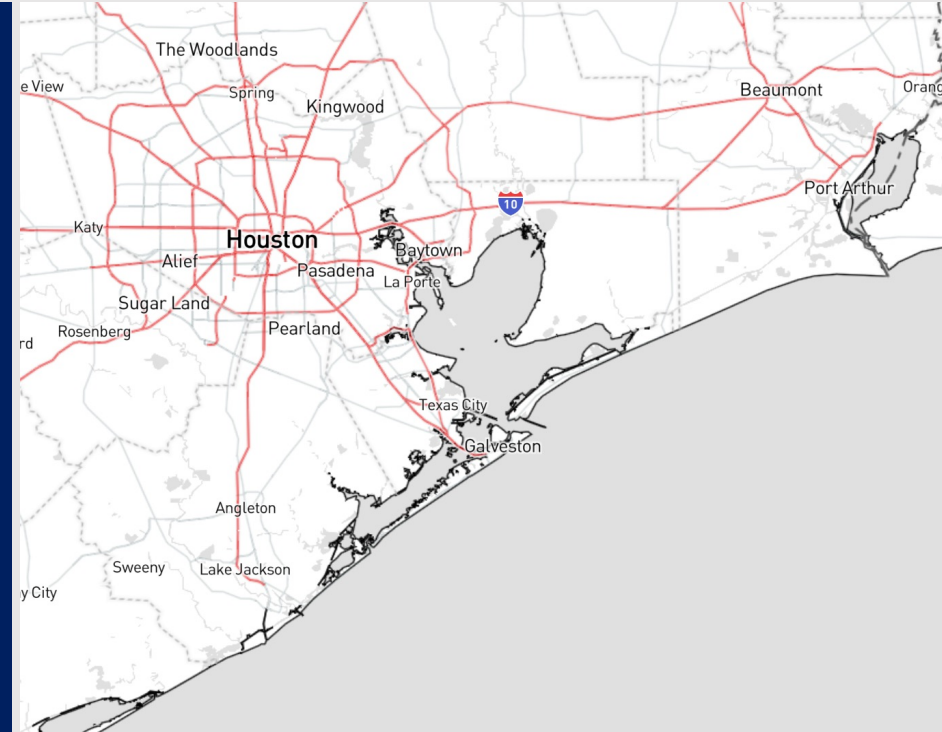 The Woodlands
e View
Spring
Kingwood
Beaumont
Orang
Port Arthur
10
Katy
Houston
Baytown
Alief
Pasadena
La Porte
Sugar Land
Rosenberg
Pearland
rd
Texas City
Galveston
Angleton
Sweeny
Lake Jackson
y City